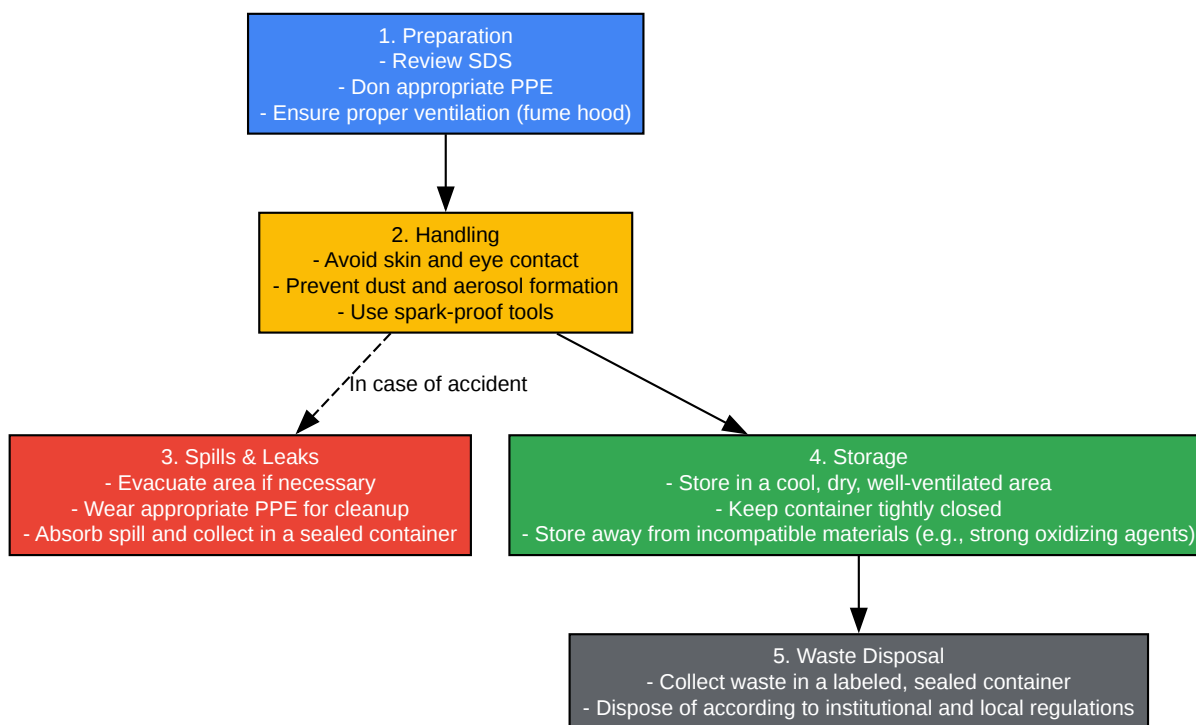 1. Preparation
- Review SDS
- Don appropriate PPE
- Ensure proper ventilation (fume hood)
2. Handling
- Avoid skin and eye contact
- Prevent dust and aerosol formation
- Use spark-proof tools
In case of accident
3. Spills & Leaks
- Evacuate area if necessary
- Wear appropriate PPE for cleanup
- Absorb spill and collect in a sealed container
4. Storage
- Store in a cool, dry, well-ventilated area
- Keep container tightly closed
- Store away from incompatible materials (e.g., strong oxidizing agents)
5. Waste Disposal
- Collect waste in a labeled, sealed container
- Dispose of according to institutional and local regulations